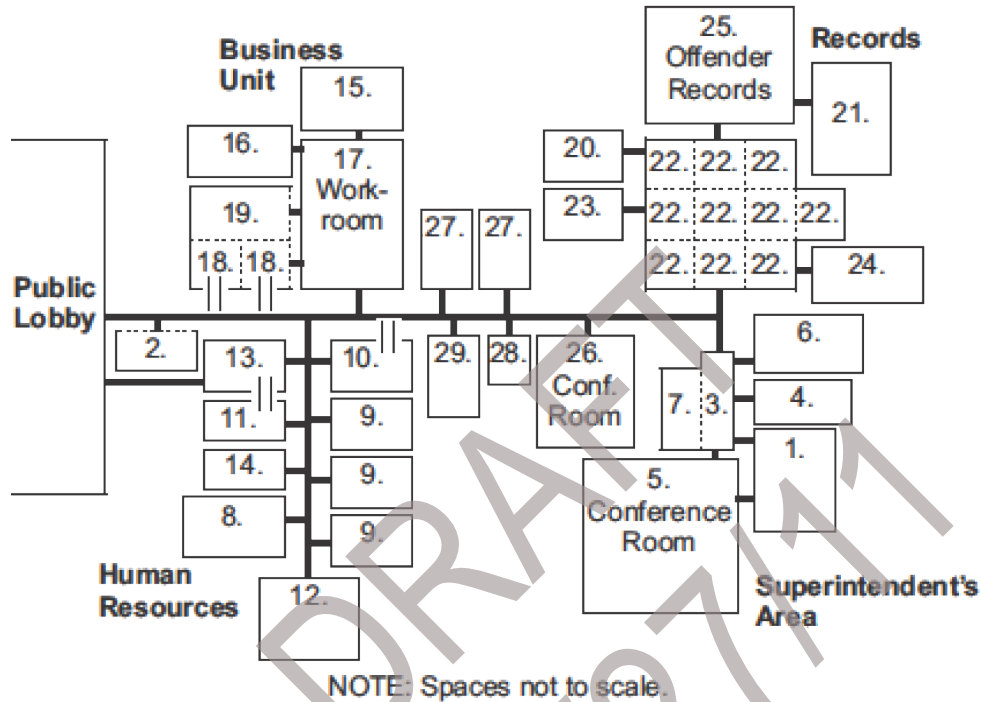 Business
Unit
15.
16.
17.
Work-
room
19.
18. 18.
25.
Offender
Records
Records
21.
20.
22. 22. 22.
23.
22. 22. 22. 22.
22. 22. 22.
24.
27. 27.
Public
Lobby
2.
13.
10.
29.
28.
26.
Conf.
Room
6.
7. 3.
4.
11.
9.
1.
14.
9.
5.
Conference
Room
8.
9.
Human
Resources
12.
Superintendent's
Area
NOTE: Spaces not to scale.
DRAFT
27/11